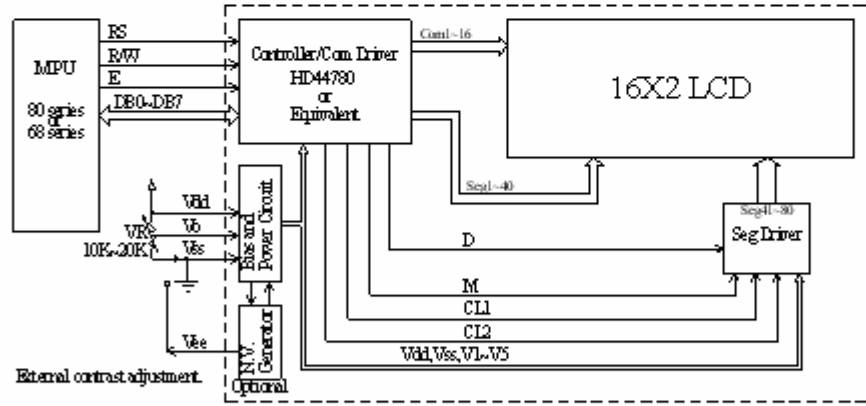 MPU
80 series
or
68 series
RS
R/W
E
DB0~DB7
Controller/Com Driver
HD44780
or
Equivalent
Com1~16
16X2 LCD
Seg1~40
Seg41~80
Seg Driver
Vdd
Vo
Vss
VR
10K~20K
Bias and
Power Circuit
D
M
CL1
CL2
Vdd,Vss,V1~V5
Vee
N.V.
Generator
Optional
External contrast adjustment.